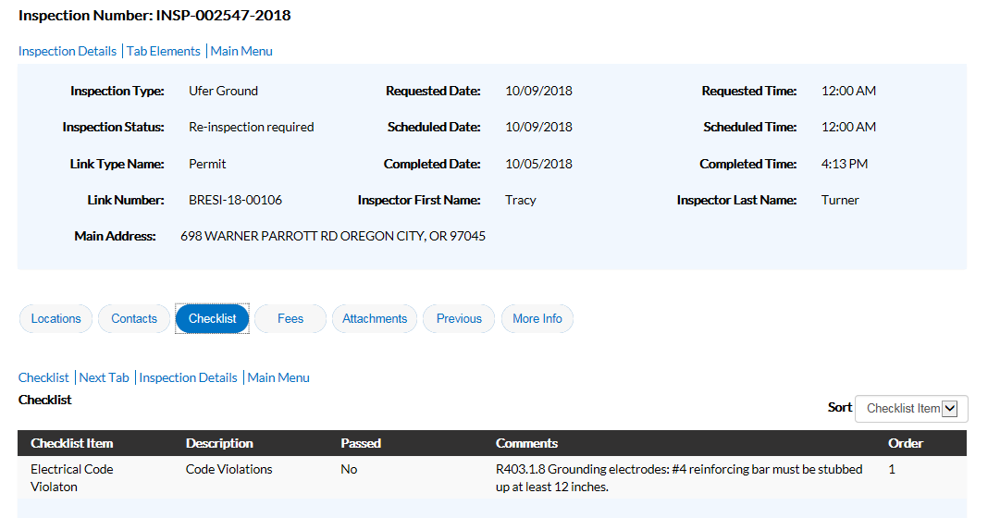 Inspection Number: INSP-002547-2018
Inspection Details | Tab Elements | Main Menu
Inspection Type: Ufer Ground Requested Date: 10/09/2018 Requested Time: 12:00 AM
Inspection Status: Re-inspection required Scheduled Date: 10/09/2018 Scheduled Time: 12:00 AM
Link Type Name: Permit Completed Date: 10/05/2018 Completed Time: 4:13 PM
Link Number: BRESI-18-00106 Inspector First Name: Tracy Inspector Last Name: Turner
Main Address: 698 WARNER PARROTT RD OREGON CITY, OR 97045
Locations Contacts Checklist Fees Attachments Previous More Info
Checklist | Next Tab | Inspection Details | Main Menu
Checklist
Sort Checklist Item
Checklist Item Description Passed Comments Order
Electrical Code Code Violations No R403.1.8 Grounding electrodes: #4 reinforcing bar must be stubbed 1
Violaton up at least 12 inches.